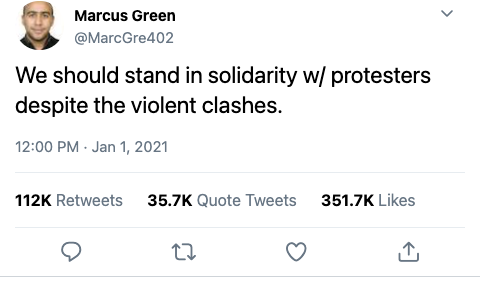 Marcus Green
@MarcGre402
We should stand in solidarity w/ protesters
despite the violent clashes.
12:00 PM · Jan 1, 2021
112K Retweets 35.7K Quote Tweets 351.7K Likes